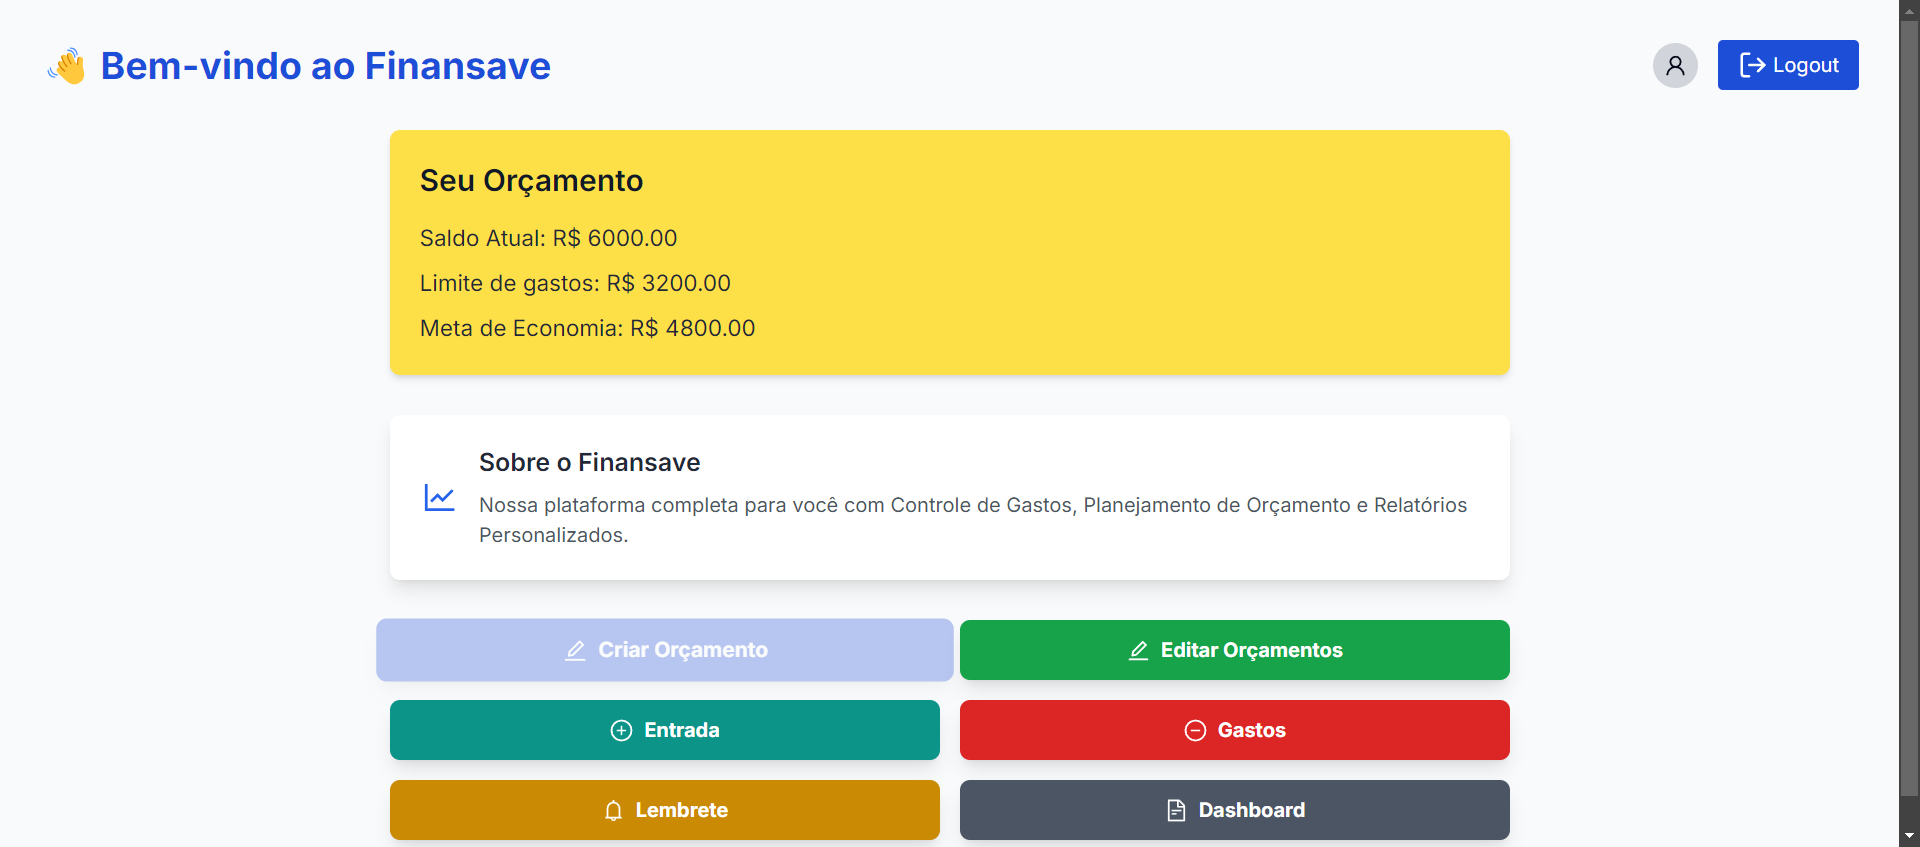 Bem-vindo ao Finansave
Logout
Seu Orçamento
Saldo Atual: R$ 6000.00
Limite de gastos: R$ 3200.00
Meta de Economia: R$ 4800.00
Sobre o Finansave
Nossa plataforma completa para você com Controle de Gastos, Planejamento de Orçamento e Relatórios
Personalizados.
Criar Orçamento
Editar Orçamentos
Entrada
Gastos
Lembrete
Dashboard